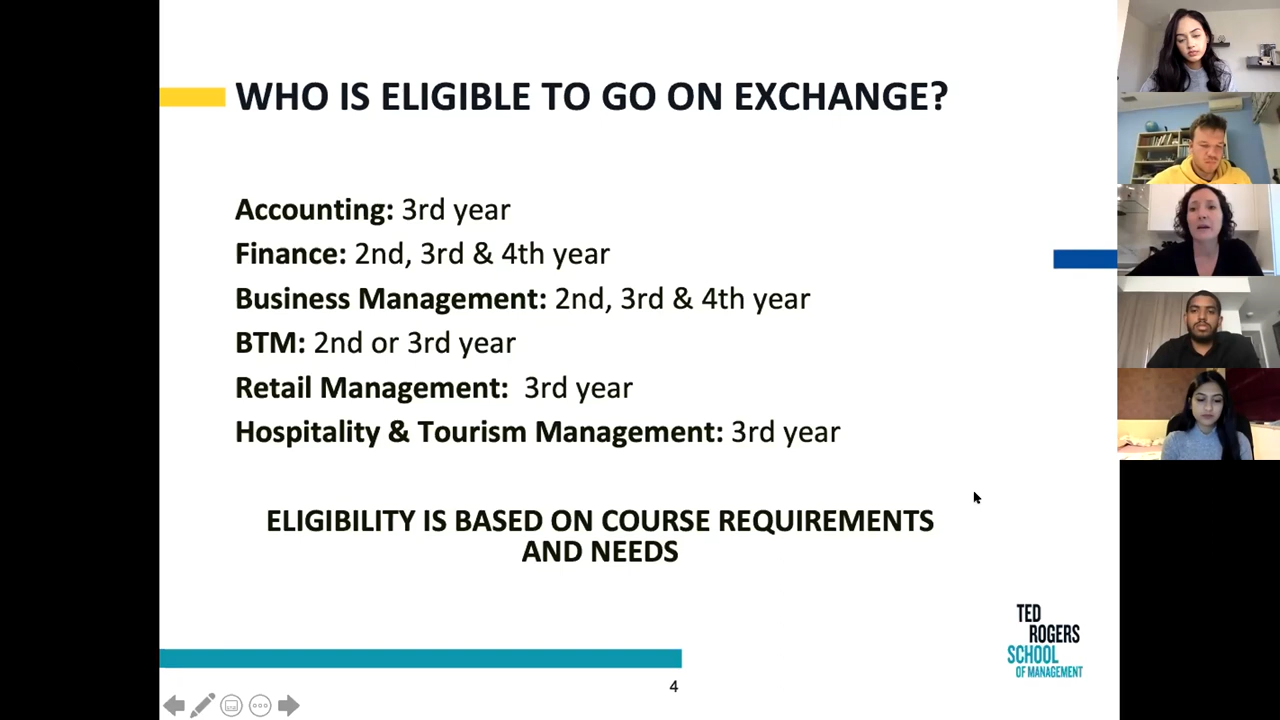 WHO IS ELIGIBLE TO GO ON EXCHANGE?
Accounting: 3rd year
Finance: 2nd, 3rd & 4th year
Business Management: 2nd, 3rd & 4th year
BTM: 2nd or 3rd year
Retail Management: 3rd year
Hospitality & Tourism Management: 3rd year
ELIGIBILITY IS BASED ON COURSE REQUIREMENTS
AND NEEDS
TED
ROGERS
SCHOOL
OF MANAGEMENT
4